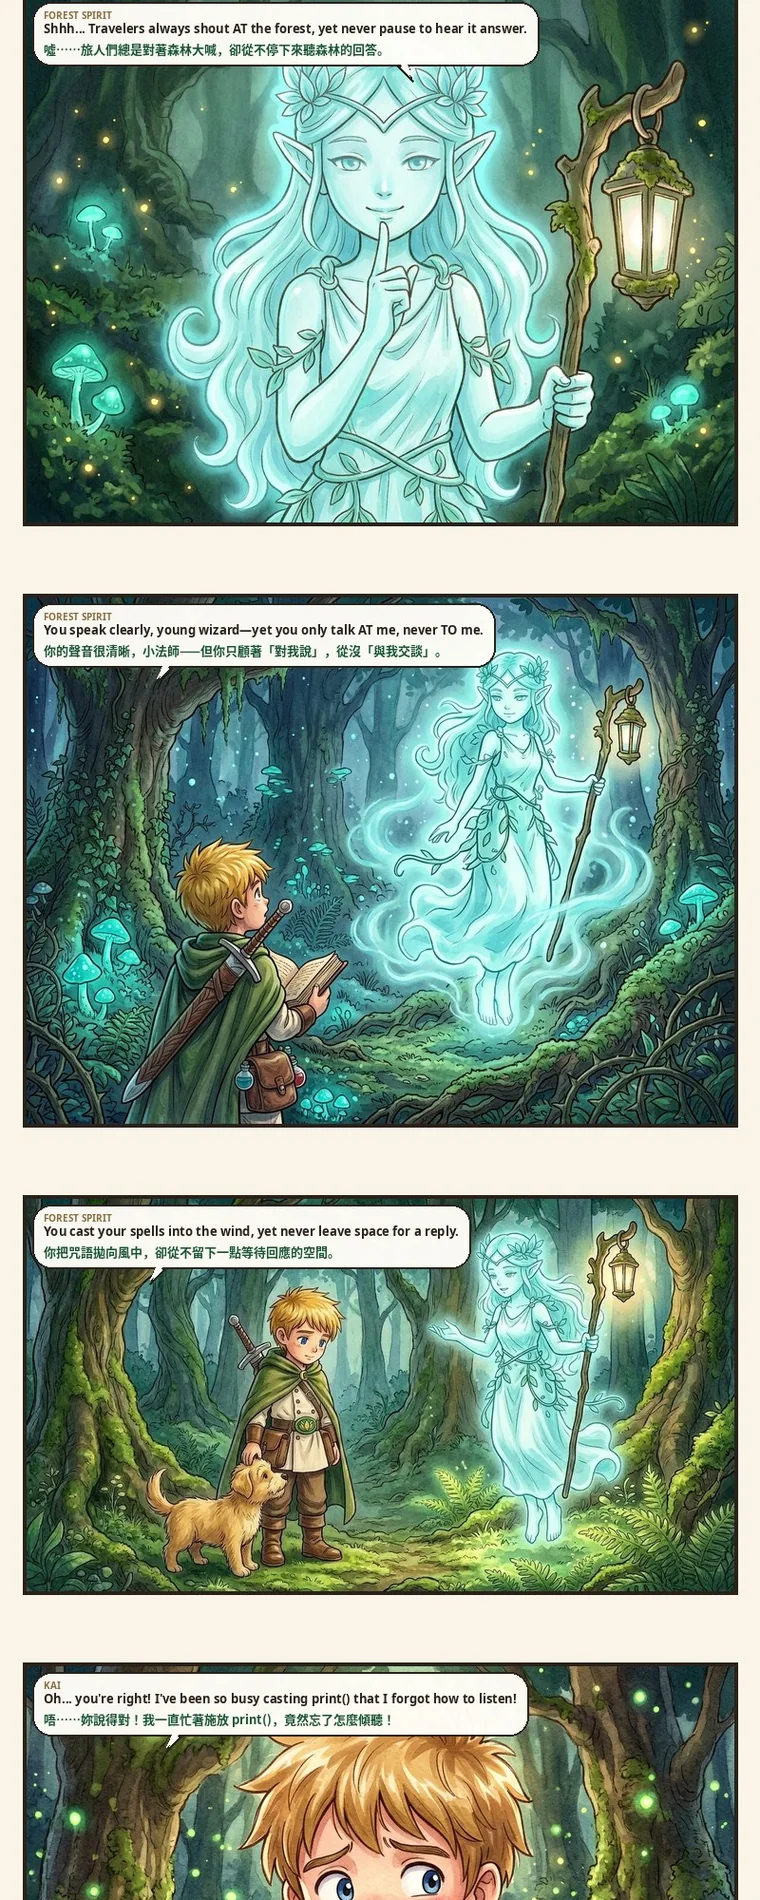 FOREST SPIRIT
Shhh... Travelers always shout AT the forest, yet never pause to hear it answer.
噓⋯⋯旅人們總是對著森林大喊，卻從不停下來聽森林的回答。
FOREST SPIRIT
You speak clearly, young wizard—yet you only talk AT me, never TO me.
你的聲音很清晰，小法師——但你只顧著「對我說」，從沒「與我交談」。
FOREST SPIRIT
You cast your spells into the wind, yet never leave space for a reply.
你把咒語拋向風中，卻從不留下一點等待回應的空間。
KAI
Oh... you're right! I've been so busy casting print() that I forgot how to listen!
唔⋯⋯妳說得對！我一直忙著施放 print()，竟然忘了怎麼傾聽！